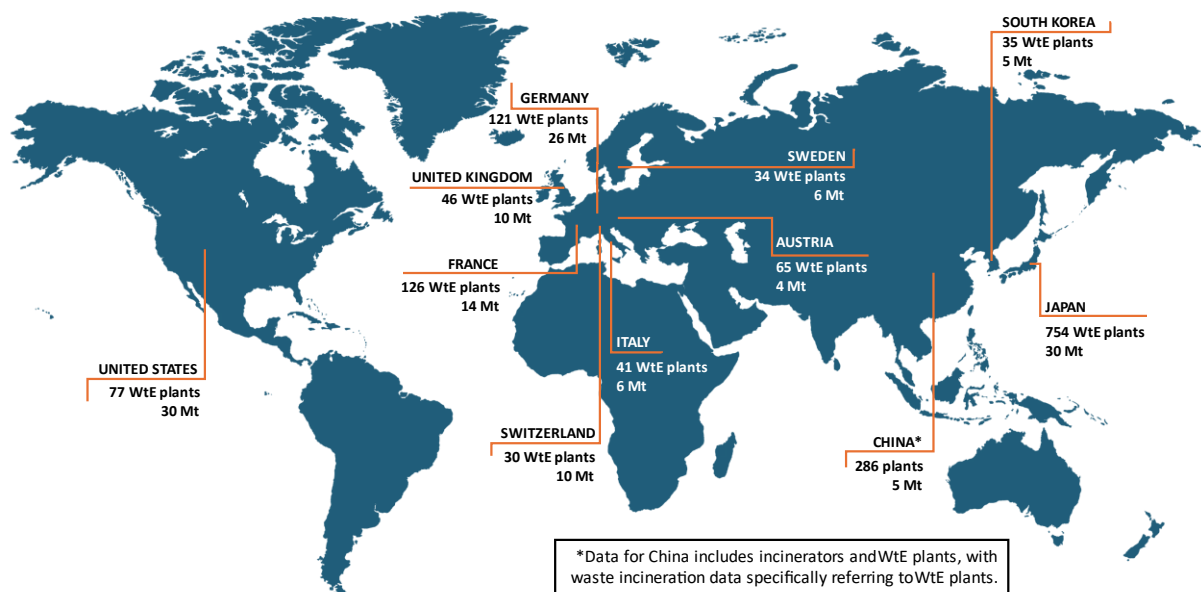 SOUTH KOREA
35 WtE plants
5 Mt
GERMANY
121 WtE plants
26 Mt
SWEDEN
34 WtE plants
6 Mt
UNITED KINGDOM
46 WtE plants
10 Mt
AUSTRIA
65 WtE plants
4 Mt
FRANCE
126 WtE plants
14 Mt
JAPAN
754 WtE plants
30 Mt
ITALY
41 WtE plants
6 Mt
UNITED STATES
77 WtE plants
30 Mt
SWITZERLAND
30 WtE plants
10 Mt
CHINA*
286 plants
5 Mt
*Data for China includes incinerators and WtE plants, with
waste incineration data specifically referring to WtE plants.